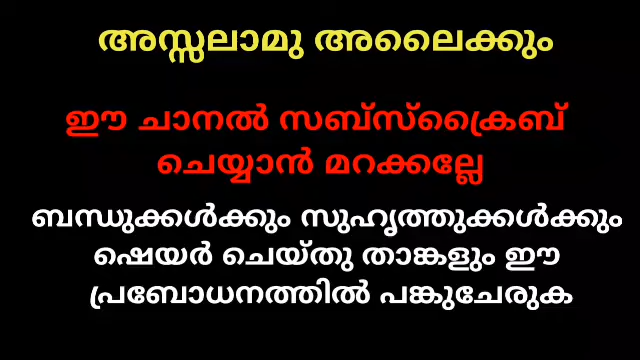 അസ്സലാമു അലൈക്കും
ഈ ചാനൽ സബ്സ്ക്രൈബ്
ചെയ്യാൻ മറക്കല്ലേ
ബന്ധുക്കൾക്കും സുഹൃത്തുക്കൾക്കും
ഷെയർ ചെയ്തു താങ്കളും ഈ
പ്രബോധനത്തിൽ പങ്കുചേരുക